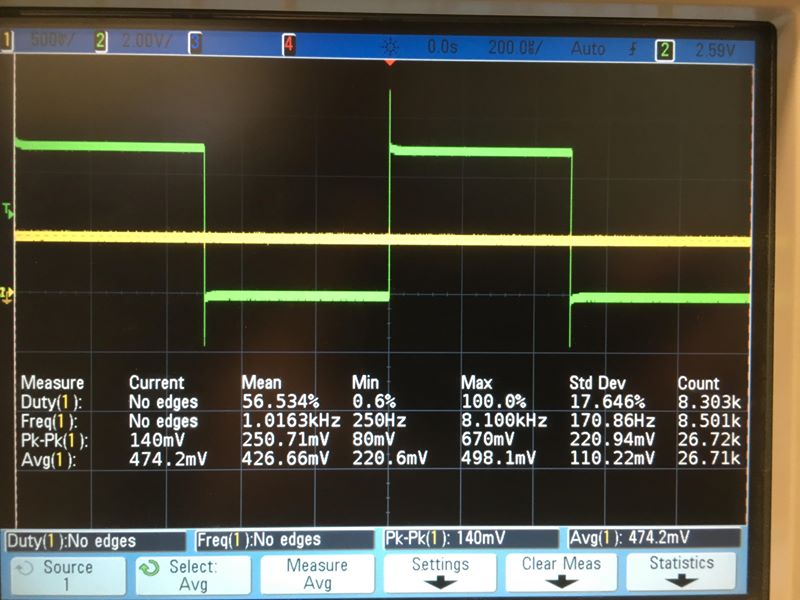 1 500mV/ 2 2.00V/ 3 4 0.0s 200.0µs/ Auto 2 2.59V
T
Measure Current Mean Min Max Std Dev Count
Duty(1): No edges 56.534% 0.6% 100.0% 17.646% 8.303k
Freq(1): No edges 1.0163kHz 250Hz 8.100kHz 170.86Hz 8.501k
Pk-Pk(1): 140mV 250.71mV 80mV 670mV 220.94mV 26.72k
Avg(1): 474.2mV 426.66mV 220.6mV 498.1mV 110.22mV 26.71k
Duty(1):No edges Freq(1):No edges Pk-Pk(1): 140mV Avg(1): 474.2mV
Source Select: Measure Settings Clear Meas Statistics
1 Avg Avg